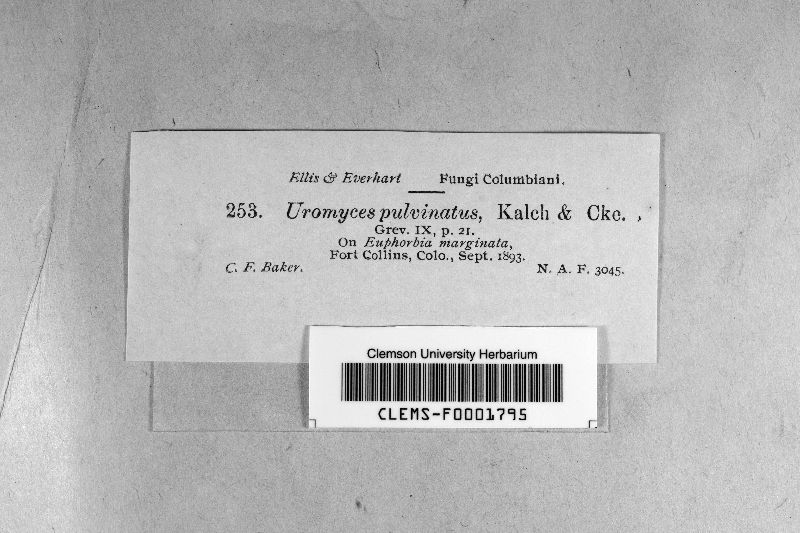 Ellis & Everhart Fungi Columbiani.
253. Uromyces pulvinatus, Kalch & Cke. ,
Grev. IX, p. 21.
On Euphorbia marginata,
Fort Collins, Colo., Sept. 1893.
C. F. Baker. N. A. F. 3045.
Clemson University Herbarium
CLEMS-F0001795